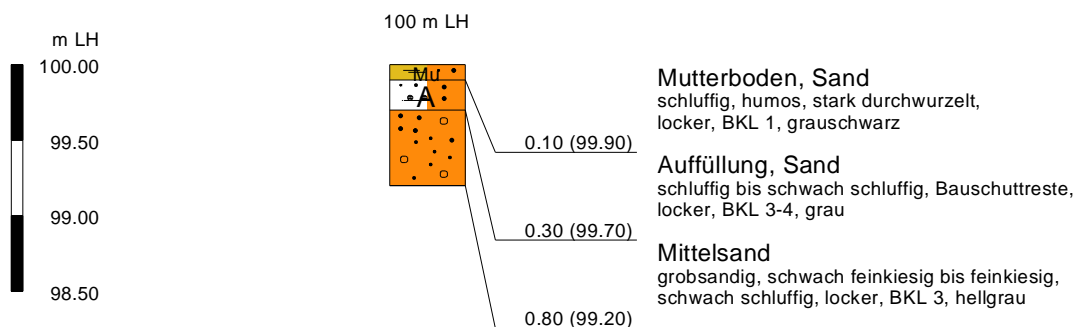 100 m LH
m LH
100.00
99.50
99.00
98.50
Mu
A
0.10 (99.90)
0.30 (99.70)
0.80 (99.20)
Mutterboden, Sand
schluffig, humos, stark durchwurzelt,
locker, BKL 1, grauschwarz
Auffüllung, Sand
schluffig bis schwach schluffig, Bauschuttreste,
locker, BKL 3-4, grau
Mittelsand
grobsandig, schwach feinkiesig bis feinkiesig,
schwach schluffig, locker, BKL 3, hellgrau